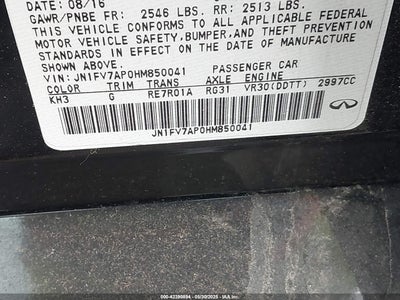 DATE: 08/16
GAWR/PNBE FR: 2546 LBS. RR: 2513 LBS.
THIS VEHICLE CONFORMS TO ALL APPLICABLE FEDERAL
MOTOR VEHICLE SAFETY,BUMPER,AND THEFT PREVENTION
STANDARDS IN EFFECT ON THE DATE OF MANUFACTURE
SHOWN ABOVE.
VIN: JN1FV7AP0HM850041 PASSENGER CAR
COLOR TRIM TRANS AXLE ENGINE
KH3 G RE7R01A RG31 VR30(DDTT) 2997CC
JN1FV7AP0HM850041
INFINITI
000-42390894 - 05/30/2025 - IAA, Inc.